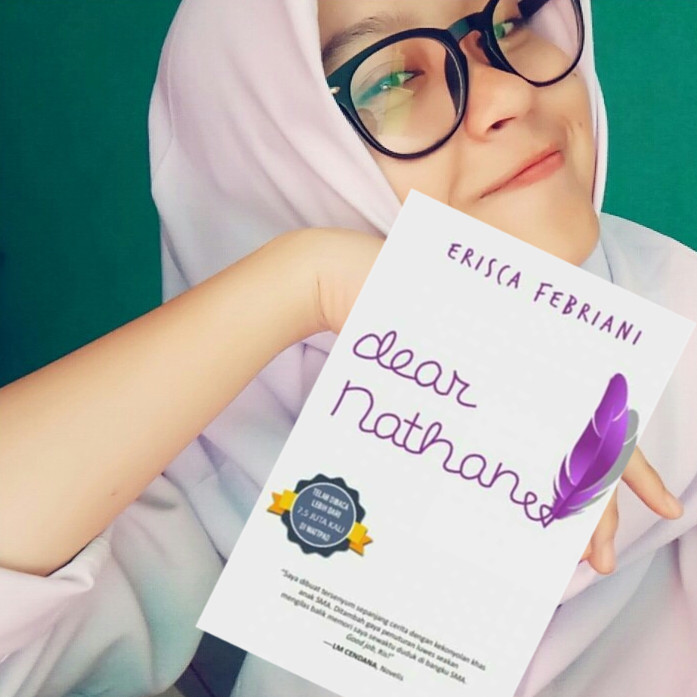 ERISCA FEBRIANI
dear
Nathan
TELAH DIBACA
LEBIH DARI
7,5 JUTA KALI
DI WATTPAD
"Saya dibuat tersenyum sepanjang cerita dengan kekonyolan khas
anak SMA. Ditambah gaya penuturan luwes seakan
mengilas balik memori saya sewaktu duduk di bangku SMA.
Good job, Ris!"
—LM CENDANA, Novelis